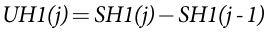 UH1(j) = SH1(j) – SH1(j - 1)